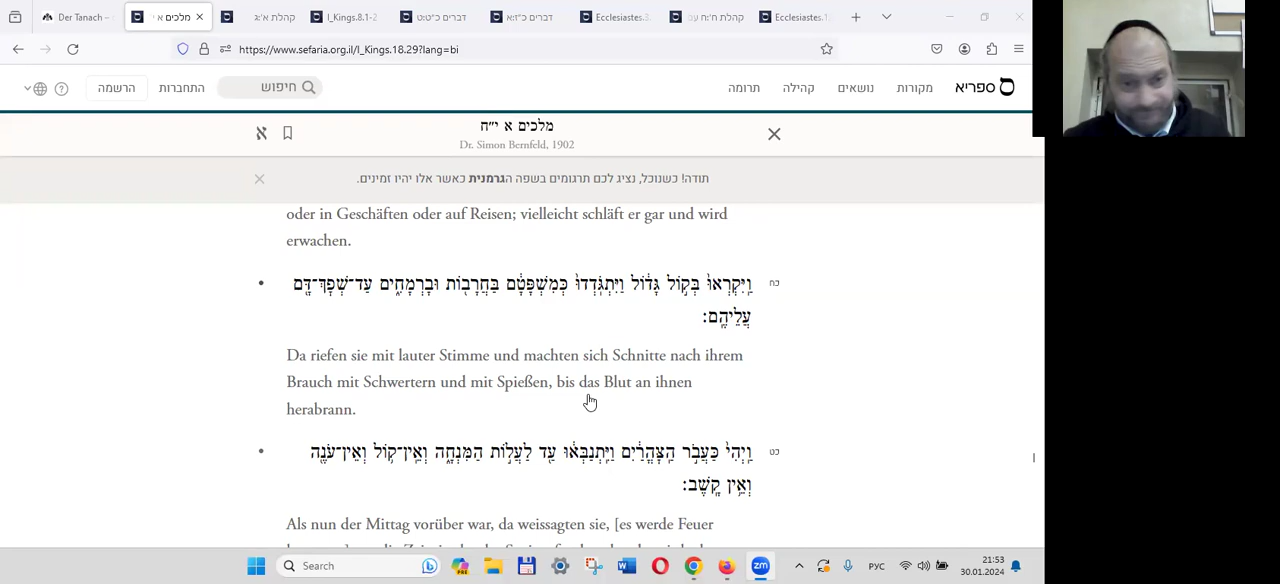 Der Tanach
מלכים א י
קהלת א׳:ג
I_Kings.8.1-2
דברים כ״ט:ט
דברים כ״ז:א
Ecclesiastes.
קהלת ח׳:יח עם
Ecclesiastes.1
https://www.sefaria.org.il/I_Kings.18.29?lang=bi
הרשמה
התחברות
חיפוש
תרומה
קהילה
נושאים
מקורות
ספריא
מלכים א י״ח
Dr. Simon Bernfeld, 1902
תודה! כשנוכל, נציג לכם תרגומים בשפה הגרמנית כאשר אלו יהיו זמינים.
oder in Geschäften oder auf Reisen; vielleicht schläft er gar und wird
erwachen.
כח
וַֽיִּקְרְאוּ֙ בְּק֣וֹל גָּד֔וֹל וַיִּתְגֹּֽדְדוּ֙ כְּמִשְׁפָּטָ֔ם בַּחֲרָב֖וֹת וּבָֽרְמָחִ֑ים עַד־שְׁפׇךְ־דָּ֖ם
עֲלֵיהֶֽם׃
Da riefen sie mit lauter Stimme und machten sich Schnitte nach ihrem
Brauch mit Schwertern und mit Spießen, bis das Blut an ihnen
herabrann.
כט
וַֽיְהִי֙ כַּעֲבֹ֣ר הַֽצׇּהֳרַ֔יִם וַיִּֽתְנַבְּא֔וּ עַ֖ד לַעֲל֣וֹת הַמִּנְחָ֑ה וְאֵֽין־ק֥וֹל וְאֵין־עֹנֶ֖ה
וְאֵ֥ין קָֽשֶׁב׃
Als nun der Mittag vorüber war, da weissagten sie, [es werde Feuer
Search
РУС
21:53
30.01.2024